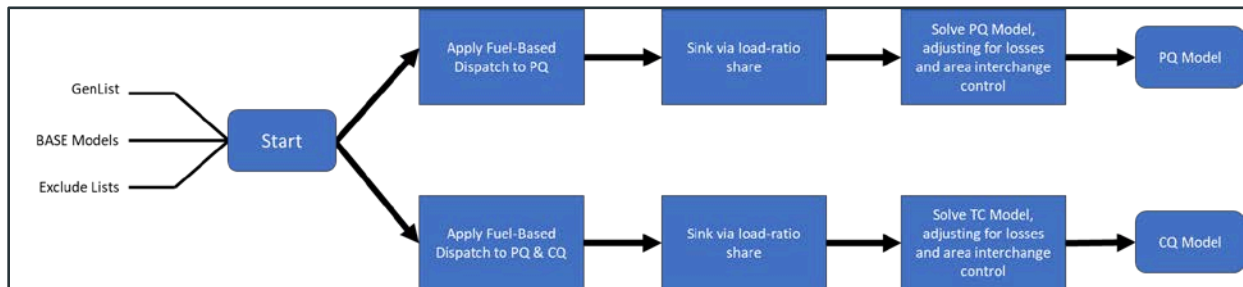 GenList
BASE Models
Exclude Lists
Start
Apply Fuel-Based
Dispatch to PQ
Sink via load-ratio
share
Solve PQ Model,
adjusting for losses
and area interchange
control
PQ Model
Apply Fuel-Based
Dispatch to PQ & CQ
Sink via load-ratio
share
Solve TC Model,
adjusting for losses
and area interchange
control
CQ Model